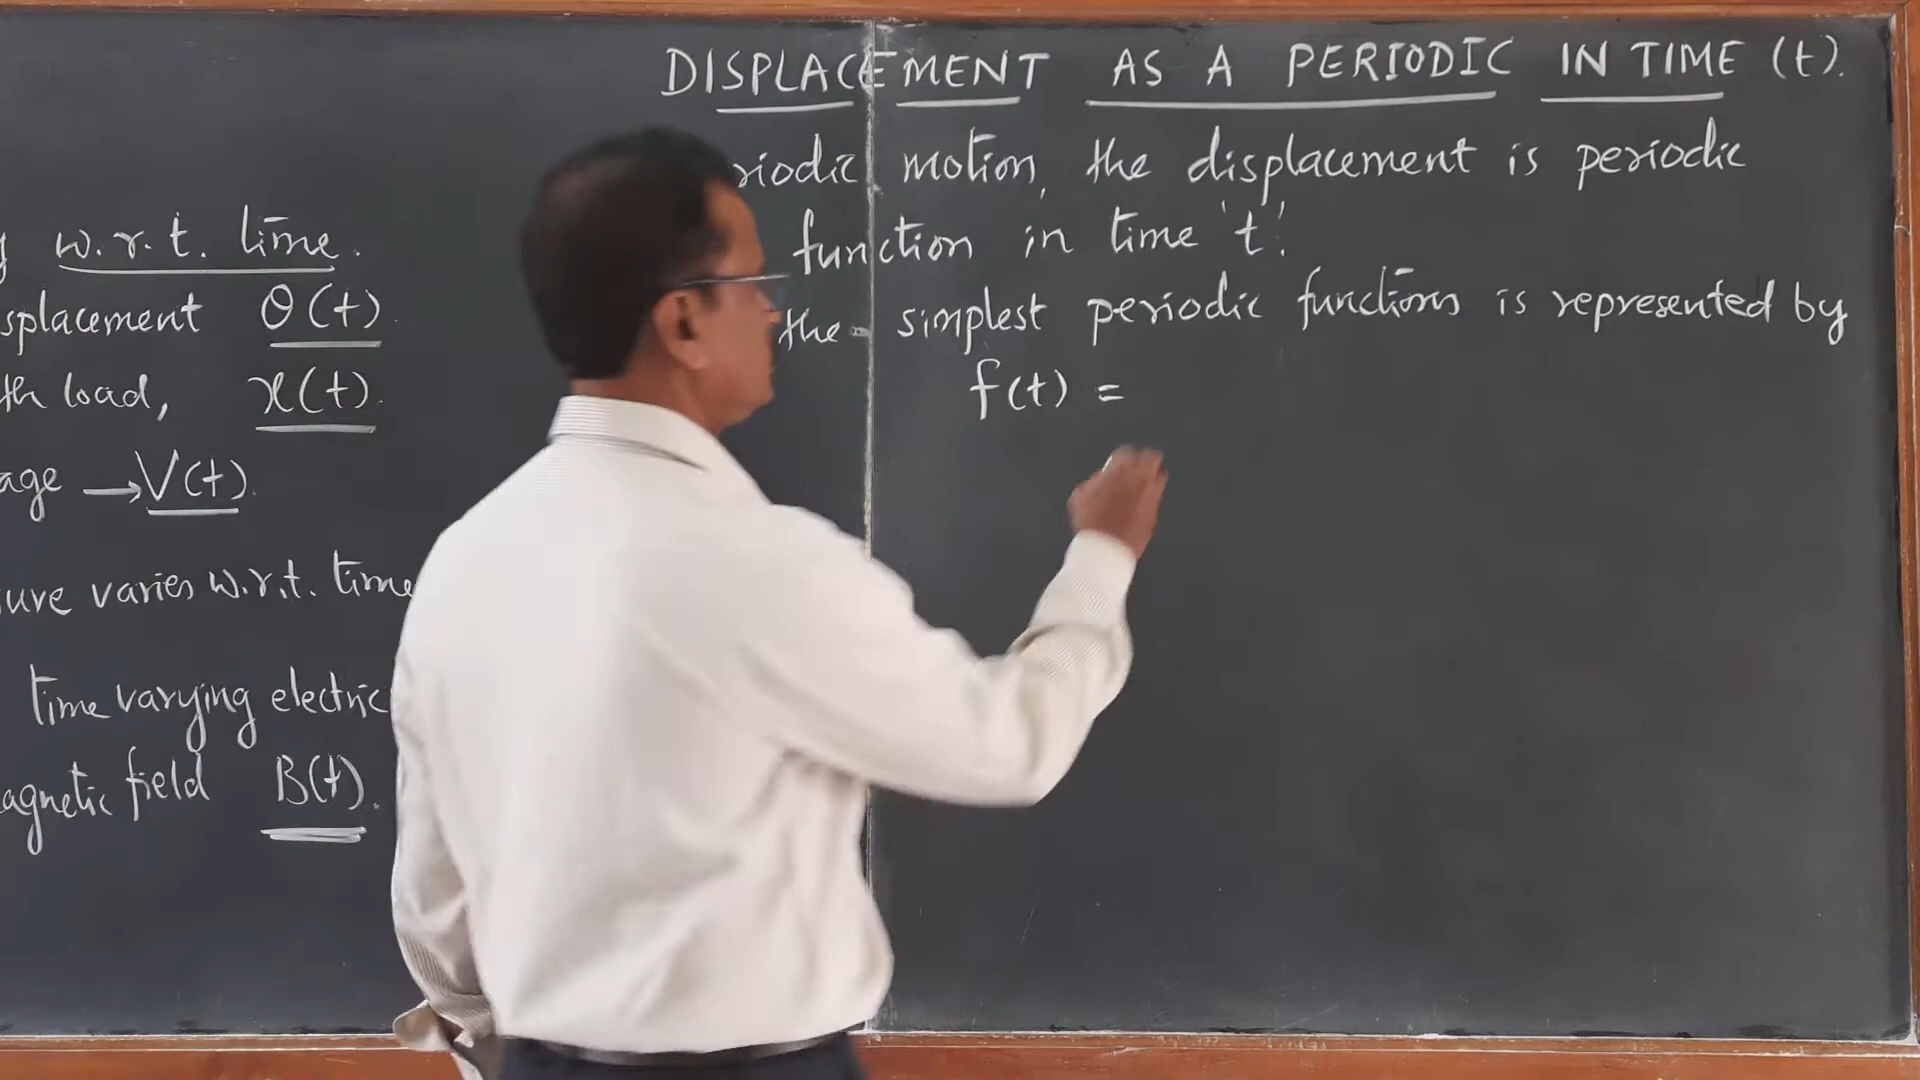 w.r.t. time.
splacement θ(t).
th load, x(t).
age → V(t).
sure varies w.r.t. time
time varying electric
agnetic field B(t).
DISPLACEMENT AS A PERIODIC IN TIME (t).
riodic motion, the displacement is periodic
function in time 't'.
the simplest periodic functions is represented by
f(t) =